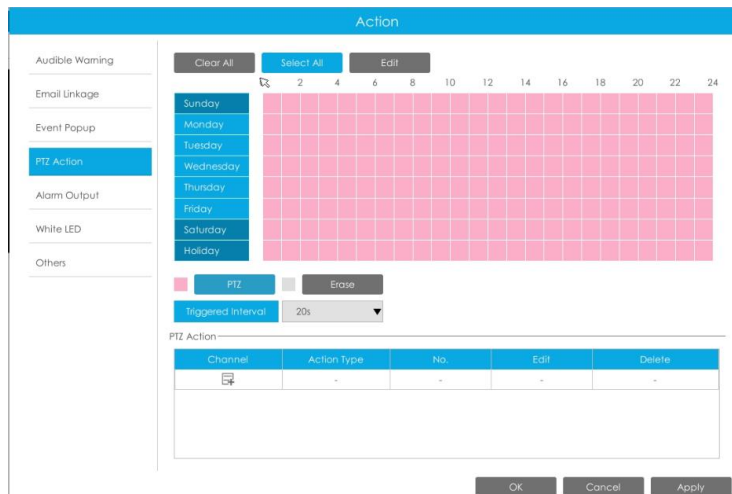 Action
Audible Warning
Email Linkage
Event Popup
PTZ Action
Alarm Output
White LED
Others
Clear All Select All Edit
2 4 6 8 10 12 14 16 18 20 22 24
Sunday
Monday
Tuesday
Wednesday
Thursday
Friday
Saturday
Holiday
PTZ Erase
Triggered Interval 20s
PTZ Action
Channel Action Type No. Edit Delete
- - - -
OK Cancel Apply